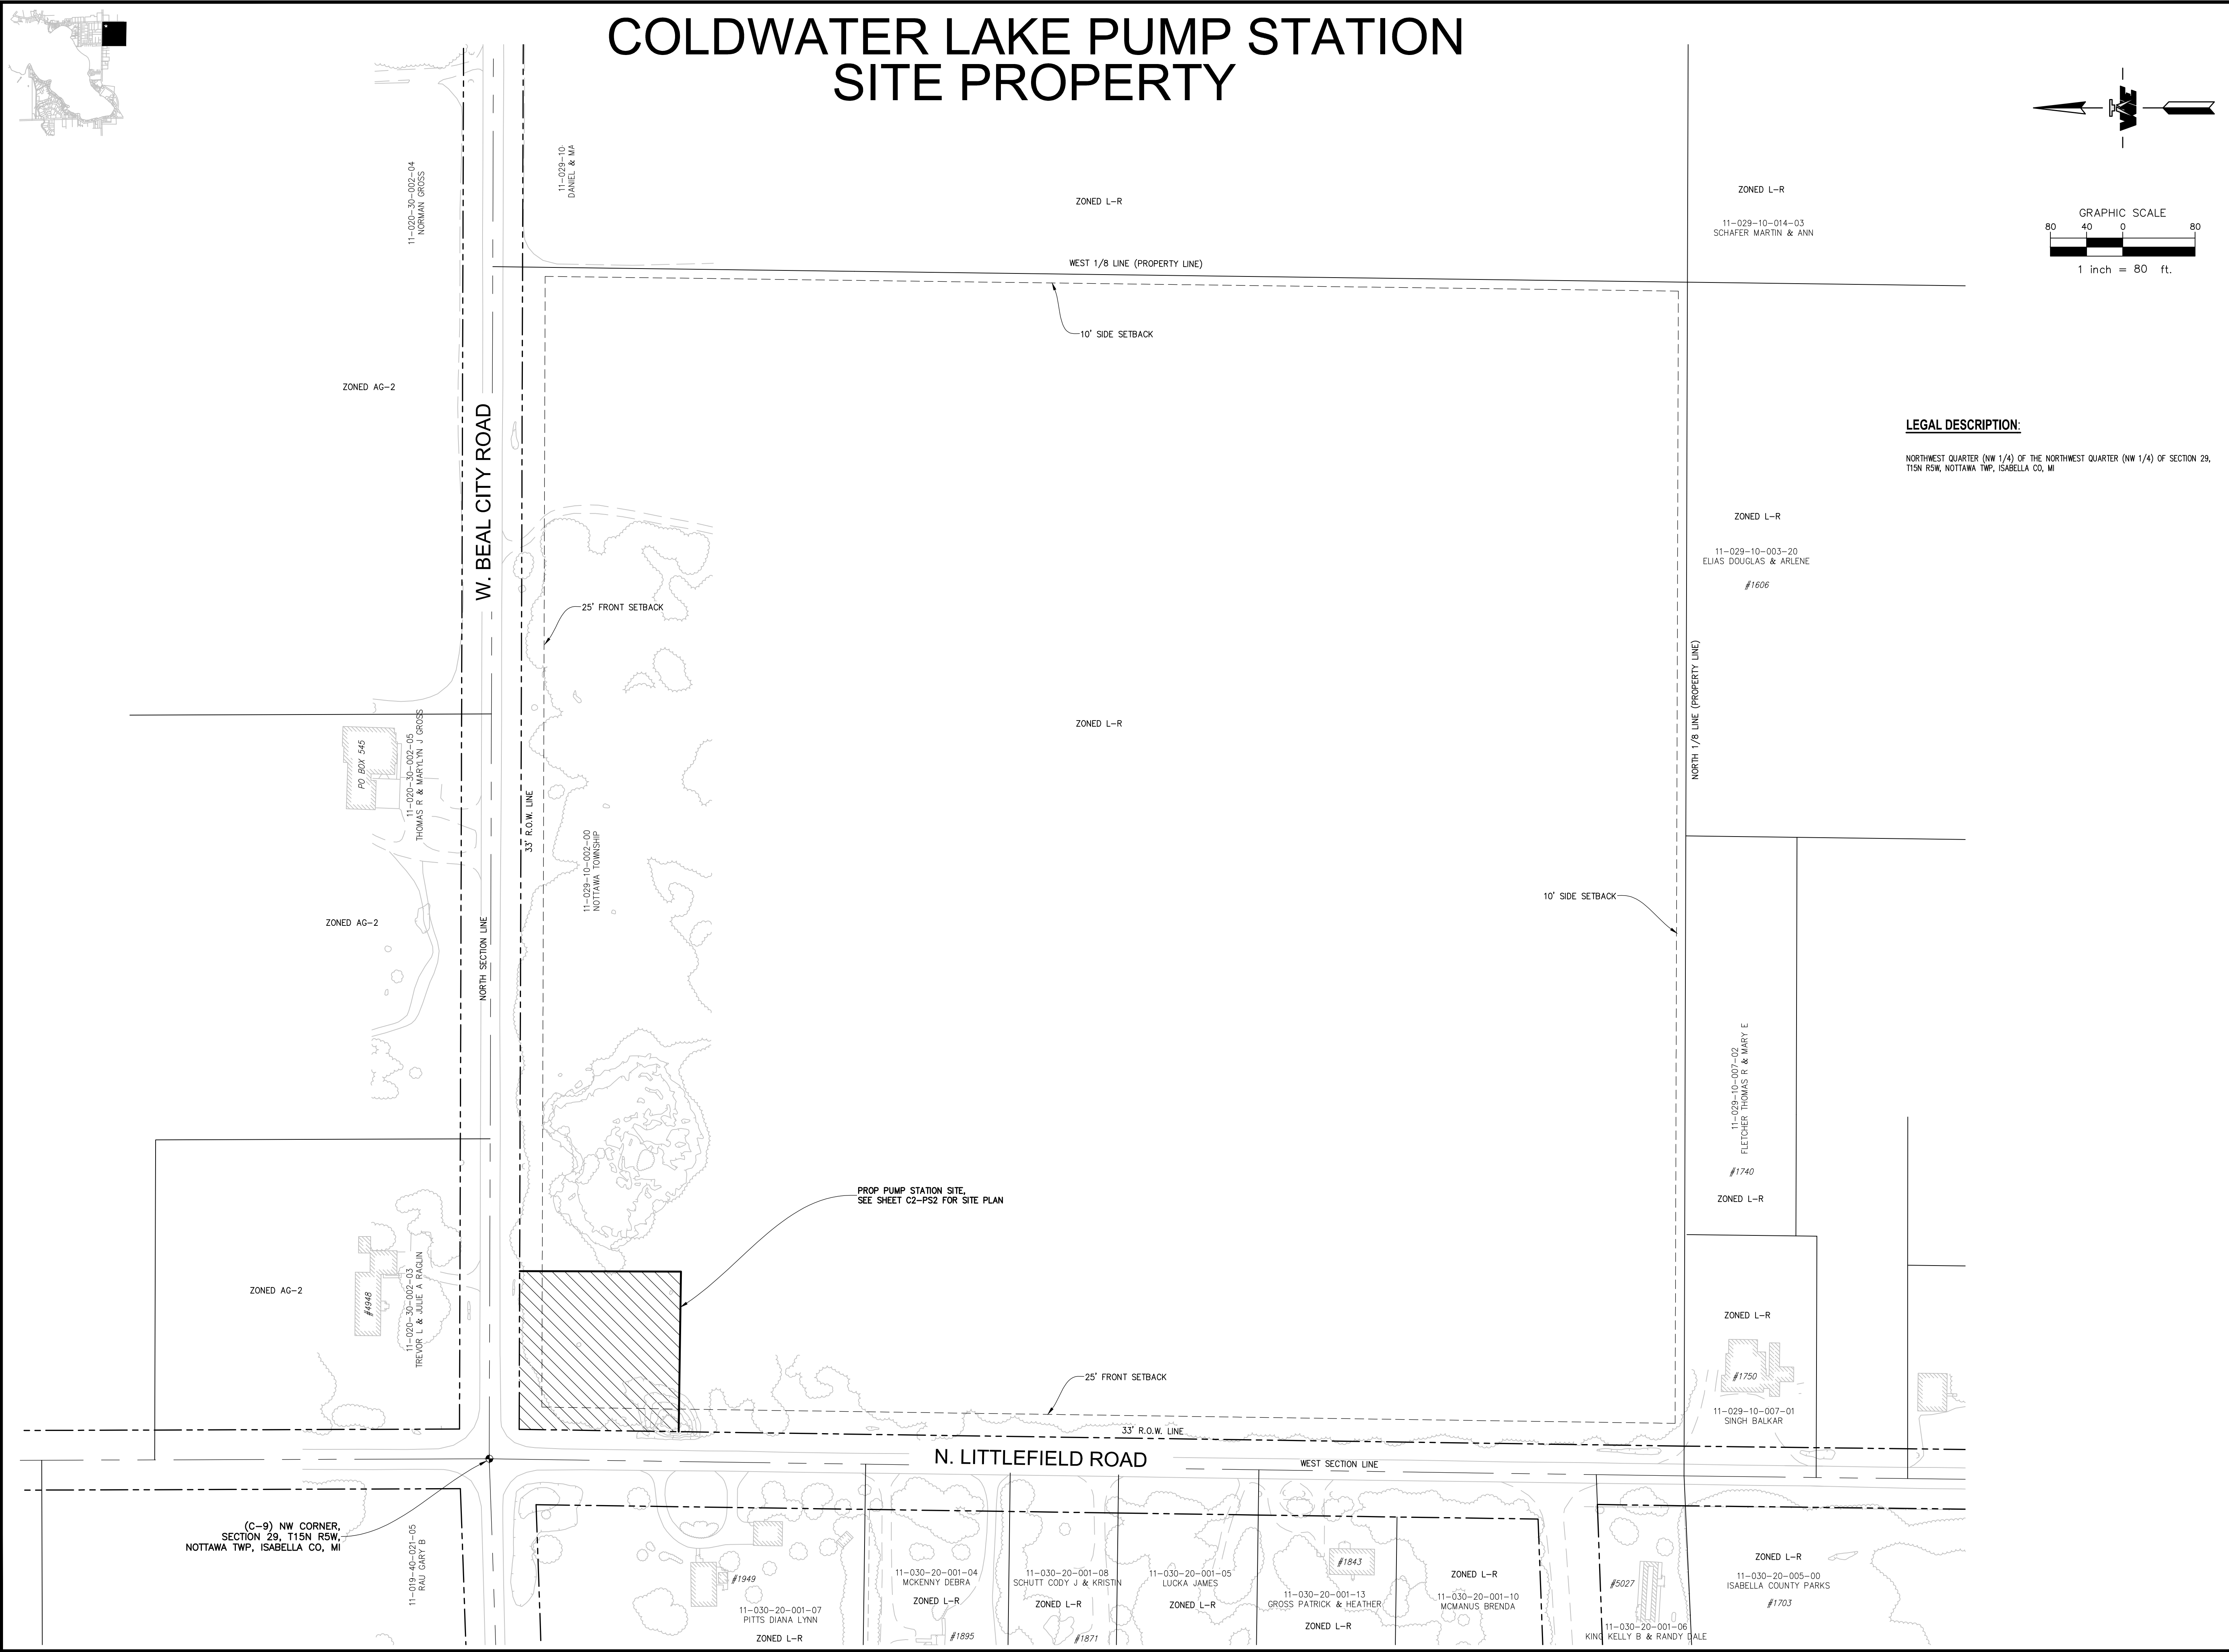 COLDWATER LAKE PUMP STATION
SITE PROPERTY
GRAPHIC SCALE
80 40 0 80
1 inch = 80 ft.
LEGAL DESCRIPTION:
NORTHWEST QUARTER (NW 1/4) OF THE NORTHWEST QUARTER (NW 1/4) OF SECTION 29,
T15N R5W, NOTTAWA TWP, ISABELLA CO, MI
11-020-30-002-04
NORMAN GROSS
11-029-10
DANIEL & MA
ZONED L-R
ZONED L-R
11-029-10-014-03
SCHAFER MARTIN & ANN
WEST 1/8 LINE (PROPERTY LINE)
10' SIDE SETBACK
ZONED AG-2
W. BEAL CITY ROAD
25' FRONT SETBACK
ZONED L-R
11-029-10-003-20
ELIAS DOUGLAS & ARLENE
#1606
NORTH 1/8 LINE (PROPERTY LINE)
ZONED L-R
PO BOX 545
11-020-30-002-05
THOMAS R & MARYLYN J GROSS
33' R.O.W. LINE
11-029-10-002-00
NOTTAWA TOWNSHIP
10' SIDE SETBACK
ZONED AG-2
NORTH SECTION LINE
11-029-10-007-02
FLETCHER THOMAS R & MARY E
#1740
ZONED L-R
PROP PUMP STATION SITE,
SEE SHEET C2-PS2 FOR SITE PLAN
ZONED AG-2
#4948
11-020-30-002-03
TREVOR L & JULIE A RAGLIN
ZONED L-R
#1750
11-029-10-007-01
SINGH BALKAR
25' FRONT SETBACK
33' R.O.W. LINE
N. LITTLEFIELD ROAD
WEST SECTION LINE
(C-9) NW CORNER,
SECTION 29, T15N R5W,
NOTTAWA TWP, ISABELLA CO, MI
11-019-40-021-05
RAU GARY B
#1949
11-030-20-001-07
PITTS DIANA LYNN
ZONED L-R
11-030-20-001-04
MCKENNY DEBRA
ZONED L-R
#1895
11-030-20-001-08
SCHUTT CODY J & KRISTIN
ZONED L-R
#1871
11-030-20-001-05
LUCKA JAMES
ZONED L-R
#1843
11-030-20-001-13
GROSS PATRICK & HEATHER
ZONED L-R
ZONED L-R
11-030-20-001-10
MCMANUS BRENDA
#5027
11-030-20-001-06
KING KELLY B & RANDY DALE
ZONED L-R
11-030-20-005-00
ISABELLA COUNTY PARKS
#1703